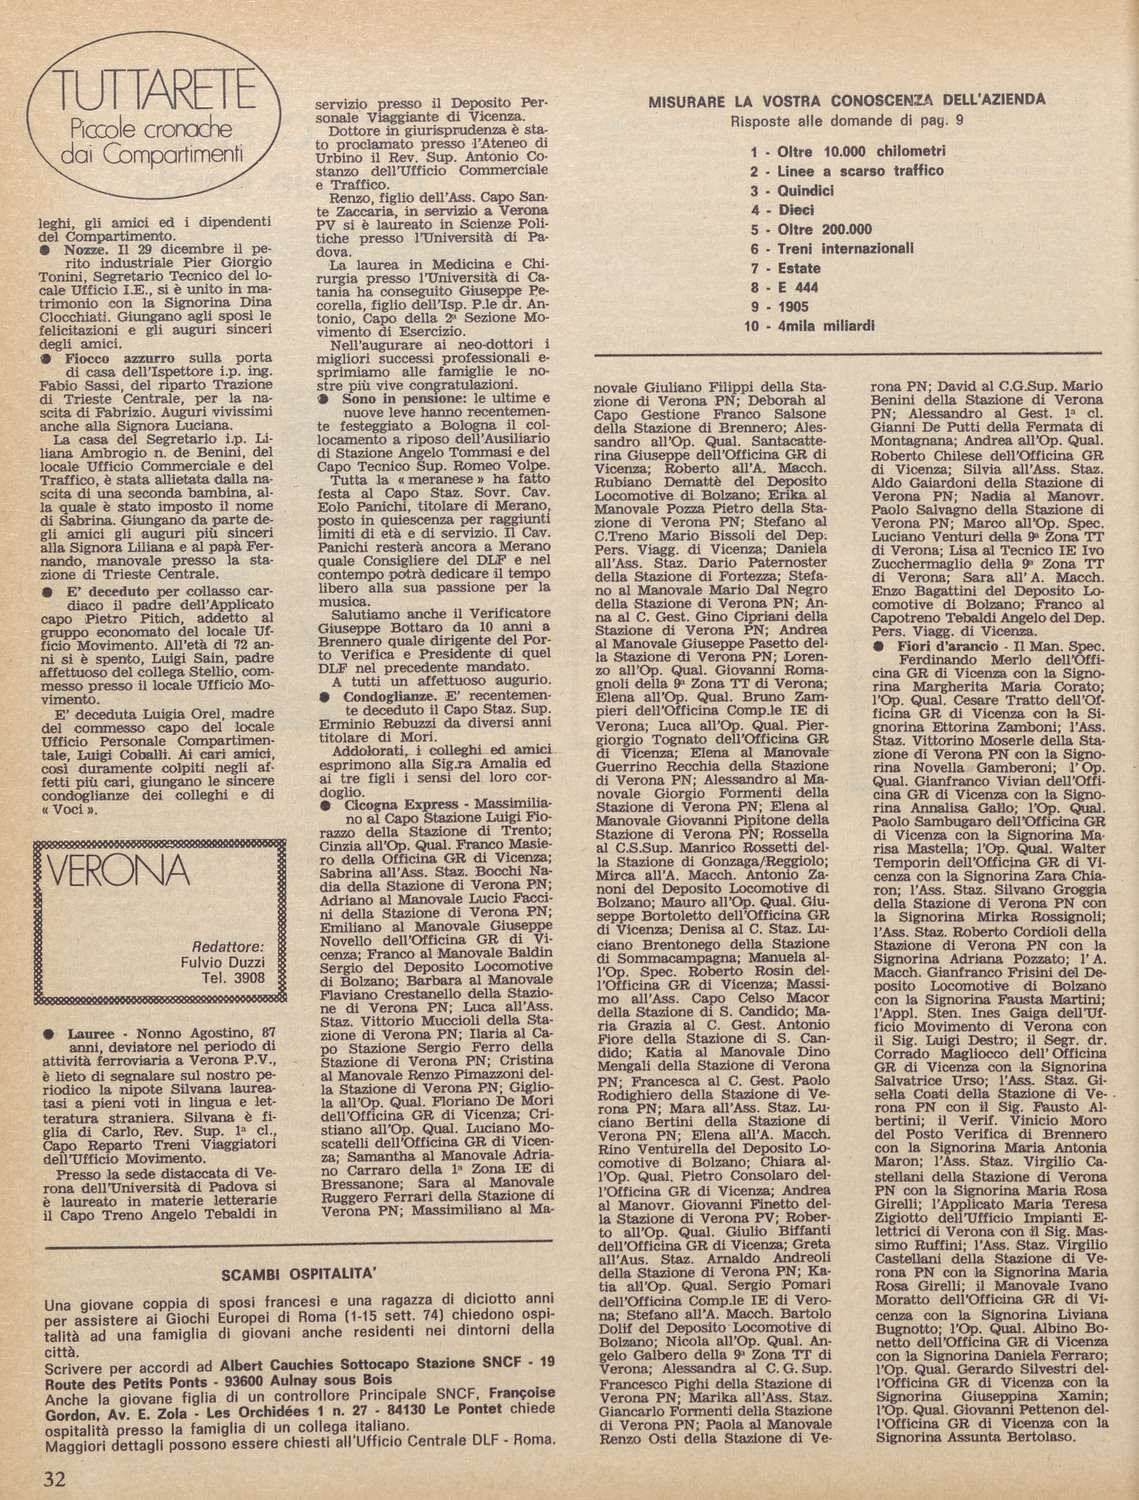 TUTTARETE
Piccole cronache
dai Compartimenti
leghi, gli amici ed i dipendenti
del Compartimento.
● Nozze. Il 29 dicembre il pe-
rito industriale Pier Giorgio
Tonini, Segretario Tecnico del lo-
cale Ufficio I.E., si è unito in ma-
trimonio con la Signorina Dina
Clocchiati. Giungano agli sposi le
felicitazioni e gli auguri sinceri
degli amici.
● Fiocco azzurro sulla porta
di casa dell'Ispettore i.p. ing.
Fabio Sassi, del riparto Trazione
di Trieste Centrale, per la na-
scita di Fabrizio. Auguri vivissimi
anche alla Signora Luciana.
La casa del Segretario i.p. Li-
liana Ambrogio n. de Benini, del
locale Ufficio Commerciale e del
Traffico, è stata allietata dalla na-
scita di una seconda bambina, al-
la quale è stato imposto il nome
di Sabrina. Giungano da parte de-
gli amici gli auguri più sinceri
alla Signora Liliana e al papà Fer-
nando, manovale presso la sta-
zione di Trieste Centrale.
● E' deceduto per collasso car-
diaco il padre dell'Applicato
capo Pietro Pitich, addetto al
gruppo economato del locale Uf-
ficio Movimento. All'età di 72 an-
ni si è spento, Luigi Sain, padre
affettuoso del collega Stellio, com-
messo presso il locale Ufficio Mo-
vimento.
E' deceduta Luigia Orel, madre
del commesso capo del locale
Ufficio Personale Compartimen-
tale, Luigi Coballi. Ai cari amici,
così duramente colpiti negli af-
fetti più cari, giungano le sincere
condoglianze dei colleghi e di
« Voci ».
VERONA
Redattore:
Fulvio Duzzi
Tel. 3908
● Lauree - Nonno Agostino, 87
anni, deviatore nel periodo di
attività ferroviaria a Verona P.V.,
è lieto di segnalare sul nostro pe-
riodico la nipote Silvana laurea-
tasi a pieni voti in lingua e let-
teratura straniera. Silvana è fi-
glia di Carlo, Rev. Sup. 1ª cl.,
Capo Reparto Treni Viaggiatori
dell'Ufficio Movimento.
Presso la sede distaccata di Ve-
rona dell'Università di Padova si
è laureato in materie letterarie
il Capo Treno Angelo Tebaldi in
servizio presso il Deposito Per-
sonale Viaggiante di Vicenza.
Dottore in giurisprudenza è sta-
to proclamato presso l'Ateneo di
Urbino il Rev. Sup. Antonio Co-
stanzo dell'Ufficio Commerciale
e Traffico.
Renzo, figlio dell'Ass. Capo San-
te Zaccaria, in servizio a Verona
PV si è laureato in Scienze Poli-
tiche presso l'Università di Pa-
dova.
La laurea in Medicina e Chi-
rurgia presso l'Università di Ca-
tania ha conseguito Giuseppe Pe-
corella, figlio dell'Isp. P.le dr. An-
tonio, Capo della 2ª Sezione Mo-
vimento di Esercizio.
Nell'augurare ai neo-dottori i
migliori successi professionali e-
sprimiamo alle famiglie le no-
stre più vive congratulazioni.
● Sono in pensione: le ultime e
nuove leve hanno recentemen-
te festeggiato a Bologna il col-
locamento a riposo dell'Ausiliario
di Stazione Angelo Tommasi e del
Capo Tecnico Sup. Romeo Volpe.
Tutta la « meranese » ha fatto
festa al Capo Staz. Sovr. Cav.
Eolo Panichi, titolare di Merano,
posto in quiescenza per raggiunti
limiti di età e di servizio. Il Cav.
Panichi resterà ancora a Merano
quale Consigliere del DLF e nel
contempo potrà dedicare il tempo
libero alla sua passione per la
musica.
Salutiamo anche il Verificatore
Giuseppe Bottaro da 10 anni a
Brennero quale dirigente del Por-
to Verifica e Presidente di quel
DLF nel precedente mandato.
A tutti un affettuoso augurio.
● Condoglianze. E' recentemen-
te deceduto il Capo Staz. Sup.
Erminio Rebuzzi da diversi anni
titolare di Mori.
Addolorati, i colleghi ed amici
esprimono alla Sig.ra Amalia ed
ai tre figli i sensi del loro cor-
doglio.
● Cicogna Express - Massimilia-
no al Capo Stazione Luigi Fio-
razzo della Stazione di Trento;
Cinzia all'Op. Qual. Franco Masie-
ro della Officina GR di Vicenza;
Sabrina all'Ass. Staz. Bocchi Na-
dia della Stazione di Verona PN;
Adriano al Manovale Lucio Facci-
ni della Stazione di Verona PN;
Emiliano al Manovale Giuseppe
Novello dell'Officina GR di Vi-
cenza; Franco al Manovale Baldin
Sergio del Deposito Locomotive
di Bolzano; Barbara al Manovale
Flaviano Crestanello della Stazio-
ne di Verona PN; Luca all'Ass.
Staz. Vittorio Muccioli della Sta-
zione di Verona PN; Ilaria al Ca-
po Stazione Sergio Ferro della
Stazione di Verona PN; Cristina
al Manovale Renzo Pimazzoni del-
la Stazione di Verona PN; Giglio-
la all'Op. Qual. Floriano De Mori
dell'Officina GR di Vicenza; Cri-
stiano all'Op. Qual. Luciano Mo-
scatelli dell'Officina GR di Vicen-
za; Samantha al Manovale Adria-
no Carraro della 1ª Zona IE di
Bressanone; Sara al Manovale
Ruggero Ferrari della Stazione di
Verona PN; Massimiliano al Ma-
MISURARE LA VOSTRA CONOSCENZA DELL'AZIENDA
Risposte alle domande di pag. 9
1 - Oltre 10.000 chilometri
2 - Linee a scarso traffico
3 - Quindici
4 - Dieci
5 - Oltre 200.000
6 - Treni internazionali
7 - Estate
8 - E 444
9 - 1905
10 - 4mila miliardi
novale Giuliano Filippi della Sta-
zione di Verona PN; Deborah al
Capo Gestione Franco Salsone
della Stazione di Brennero; Ales-
sandro all'Op. Qual. Santacatte-
rina Giuseppe dell'Officina GR di
Vicenza; Roberto all'A. Macch.
Rubiano Demattè del Deposito
Locomotive di Bolzano; Erika al
Manovale Pozza Pietro della Sta-
zione di Verona PN; Stefano al
C.Treno Mario Bissoli del Dep.
Pers. Viagg. di Vicenza; Daniela
all'Ass. Staz. Dario Paternoster
della Stazione di Fortezza; Stefa-
no al Manovale Mario Dal Negro
della Stazione di Verona PN; An-
na al C. Gest. Gino Cipriani della
Stazione di Verona PN; Andrea
al Manovale Giuseppe Pasetto del-
la Stazione di Verona PN; Loren-
zo all'Op. Qual. Giovanni Roma-
gnoli della 9ª Zona TT di Verona;
Elena all'Op. Qual. Bruno Zam-
pieri dell'Officina Comp.le IE di
Verona; Luca all'Op. Qual. Pier-
giorgio Tognato dell'Officina GR
di Vicenza; Elena al Manovale
Guerrino Recchia della Stazione
di Verona PN; Alessandro al Ma-
novale Giorgio Formenti della
Stazione di Verona PN; Elena al
Manovale Giovanni Pipitone della
Stazione di Verona PN; Rossella
al C.S.Sup. Manrico Rossetti del-
la Stazione di Gonzaga/Reggiolo;
Mirca all'A. Macch. Antonio Za-
noni del Deposito Locomotive di
Bolzano; Mauro all'Op. Qual. Giu-
seppe Bortoletto dell'Officina GR
di Vicenza; Denisa al C. Staz. Lu-
ciano Brentonego della Stazione
di Sommacampagna; Manuela al-
l'Op. Spec. Roberto Rosin del-
l'Officina GR di Vicenza; Massi-
mo all'Ass. Capo Celso Macor
della Stazione di S. Candido; Ma-
ria Grazia al C. Gest. Antonio
Fiore della Stazione di S. Can-
dido; Katia al Manovale Dino
Mengali della Stazione di Verona
PN; Francesca al C. Gest. Paolo
Rodighiero della Stazione di Ve-
rona PN; Mara all'Ass. Staz. Lu-
ciano Bertini della Stazione di
Verona PN; Elena all'A. Macch.
Rino Venturella del Deposito Lo-
comotive di Bolzano; Chiara al-
l'Op. Qual. Pietro Consolaro del-
l'Officina GR di Vicenza; Andrea
al Manovr. Giovanni Finetto del-
la Stazione di Verona PV; Rober-
to all'Op. Qual. Giulio Biffanti
dell'Officina GR di Vicenza; Greta
all'Aus. Staz. Arnaldo Andreoli
della Stazione di Verona PN; Ka-
tia all'Op. Qual. Sergio Pomari
dell'Officina Comp.le IE di Vero-
na; Stefano all'A. Macch. Bartolo
Dolif del Deposito Locomotive di
Bolzano; Nicola all'Op. Qual. An-
gelo Galbero della 9ª Zona TT di
Verona; Alessandra al C.G.Sup.
Francesco Pighi della Stazione di
Verona PN; Marika all'Ass. Staz.
Giancarlo Formenti della Stazione
di Verona PN; Paola al Manovale
Renzo Osti della Stazione di Ve-
rona PN; David al C.G.Sup. Mario
Benini della Stazione di Verona
PN; Alessandro al Gest. 1ª cl.
Gianni De Putti della Fermata di
Montagnana; Andrea all'Op. Qual.
Roberto Chilese dell'Officina GR
di Vicenza; Silvia all'Ass. Staz.
Aldo Gaiardoni della Stazione di
Verona PN; Nadia al Manovr.
Paolo Salvagno della Stazione di
Verona PN; Marco all'Op. Spec.
Luciano Venturi della 9ª Zona TT
di Verona; Lisa al Tecnico IE Ivo
Zucchermaglio della 9ª Zona TT
di Verona; Sara all'A. Macch.
Enzo Bagattini del Deposito Lo-
comotive di Bolzano; Franco al
Capotreno Tebaldi Angelo del Dep.
Pers. Viagg. di Vicenza.
● Fiori d'arancio - Il Man. Spec.
Ferdinando Merlo dell'Offi-
cina GR di Vicenza con la Signo-
rina Margherita Maria Corato;
l'Op. Qual. Cesare Tratto dell'Of-
ficina GR di Vicenza con la Si-
gnorina Ettorina Zamboni; l'Ass.
Staz. Vittorino Moserle della Sta-
zione di Verona PN con la Signo-
rina Novella Gamberoni; l'Op.
Qual. Gianfranco Vivian dell'Offi-
cina GR di Vicenza con la Signo-
rina Annalisa Gallo; l'Op. Qual.
Paolo Sambugaro dell'Officina GR
di Vicenza con la Signorina Ma-
risa Mastella; l'Op. Qual. Walter
Temporin dell'Officina GR di Vi-
cenza con la Signorina Zara Chia-
ron; l'Ass. Staz. Silvano Groggia
della Stazione di Verona PN con
la Signorina Mirka Rossignoli;
l'Ass. Staz. Roberto Cordioli della
Stazione di Verona PN con la
Signorina Adriana Pozzato; l'A.
Macch. Gianfranco Frisini del De-
posito Locomotive di Bolzano
con la Signorina Fausta Martini;
l'Appl. Sten. Ines Gaiga dell'Uf-
ficio Movimento di Verona con
il Sig. Luigi Destro; il Segr. dr.
Corrado Magliocco dell'Officina
GR di Vicenza con la Signorina
Salvatrice Urso; l'Ass. Staz. Gi-
sella Coati della Stazione di Ve-
rona PN con il Sig. Fausto Al-
bertini; il Verif. Vinicio Moro
del Posto Verifica di Brennero
con la Signorina Maria Antonia
Maron; l'Ass. Staz. Virgilio Ca-
stellani della Stazione di Verona
PN con la Signorina Maria Rosa
Girelli; l'Applicato Maria Teresa
Zigiotto dell'Ufficio Impianti E-
lettrici di Verona con il Sig. Mas-
simo Ruffini; l'Ass. Staz. Virgilio
Castellani della Stazione di Ve-
rona PN con la Signorina Maria
Rosa Girelli; il Manovale Ivano
Moratto dell'Officina GR di Vi-
cenza con la Signorina Liviana
Bugnotto; l'Op. Qual. Albino Bo-
netto dell'Officina GR di Vicenza
con la Signorina Daniela Ferraro;
l'Op. Qual. Gerardo Silvestri del-
l'Officina GR di Vicenza con la
Signorina Giuseppina Xamin;
l'Op. Qual. Giovanni Pettenon del-
l'Officina GR di Vicenza con la
Signorina Assunta Bertolaso.
SCAMBI OSPITALITA'
Una giovane coppia di sposi francesi e una ragazza di diciotto anni
per assistere ai Giochi Europei di Roma (1-15 sett. 74) chiedono ospi-
talità ad una famiglia di giovani anche residenti nei dintorni della
città.
Scrivere per accordi ad Albert Cauchies Sottocapo Stazione SNCF - 19
Route des Petits Ponts - 93600 Aulnay sous Bois
Anche la giovane figlia di un controllore Principale SNCF, Françoise
Gordon, Av. E. Zola - Les Orchidées 1 n. 27 - 84130 Le Pontet chiede
ospitalità presso la famiglia di un collega italiano.
Maggiori dettagli possono essere chiesti all'Ufficio Centrale DLF - Roma.
32